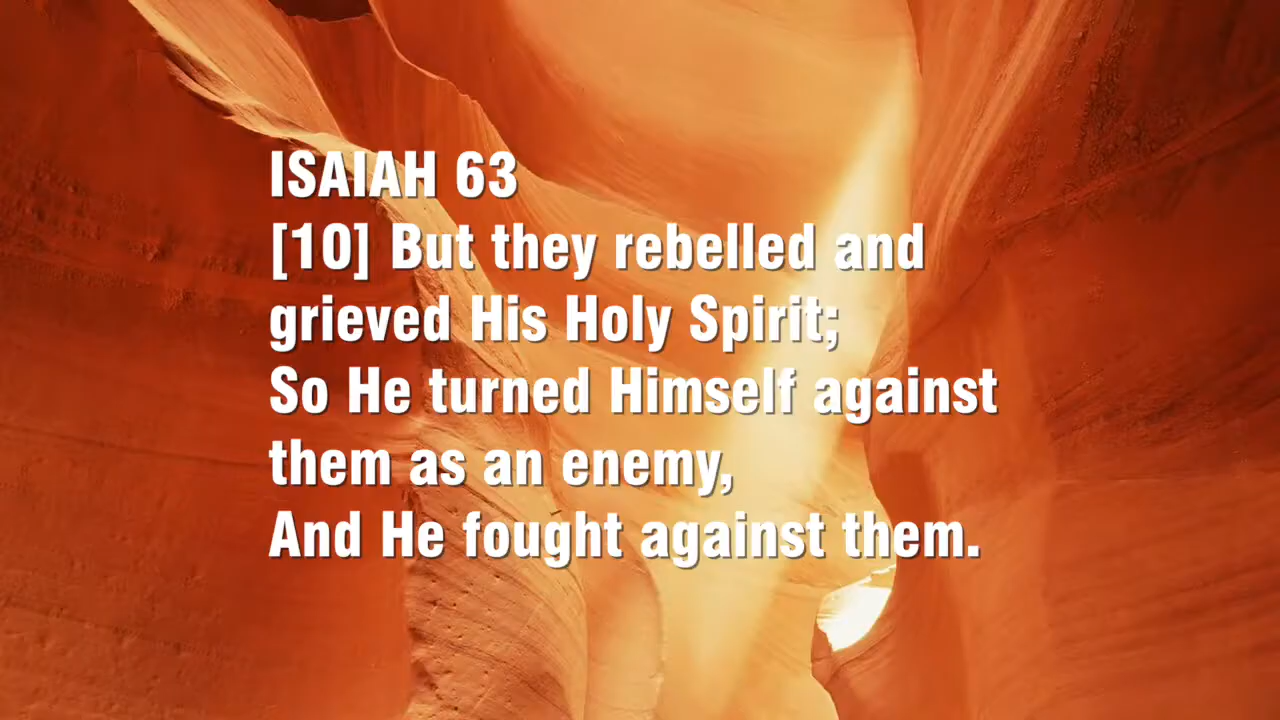 ISAIAH 63
[10] But they rebelled and
grieved His Holy Spirit;
So He turned Himself against
them as an enemy,
And He fought against them.